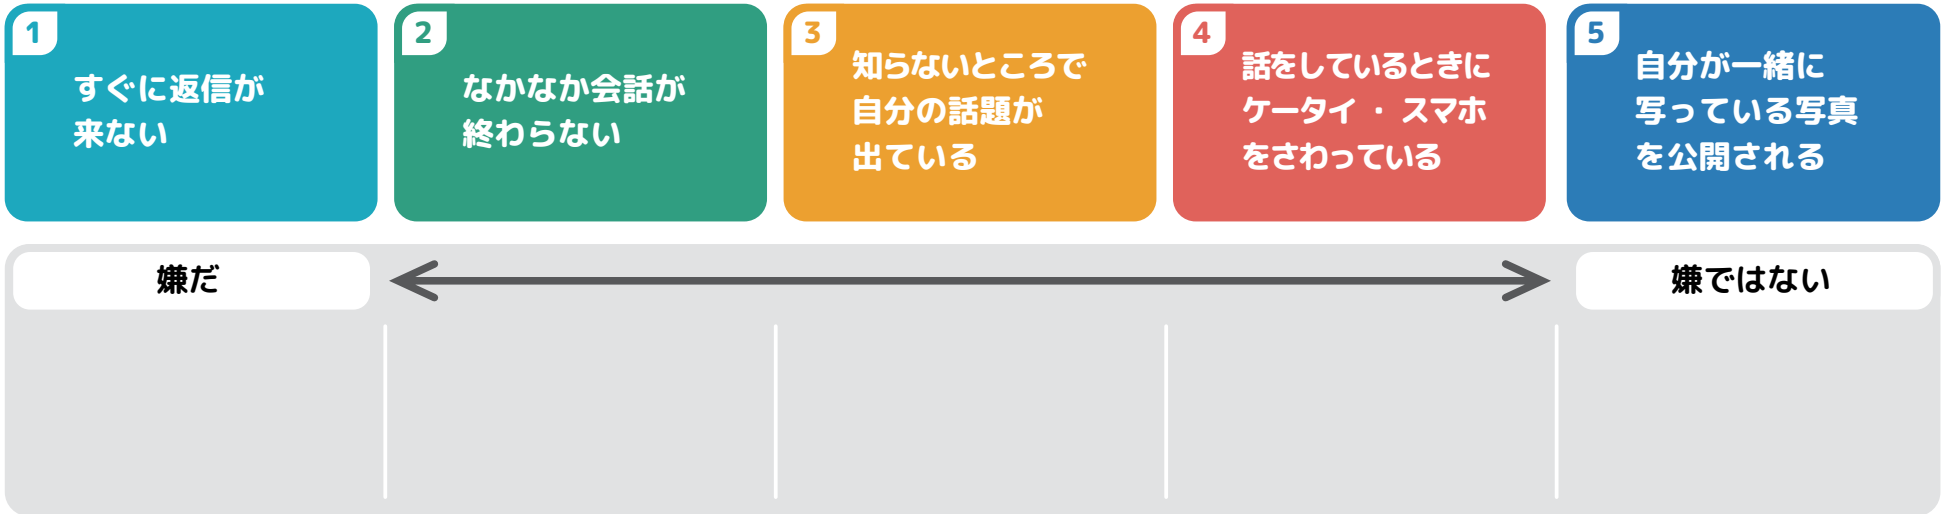 1
すぐに返信が
来ない
2
なかなか会話が
終わらない
3
知らないところで
自分の話題が
出ている
4
話をしているときに
ケータイ ・ スマホ
をさわっている
5
自分が一緒に
写っている写真
を公開される
嫌だ
嫌ではない